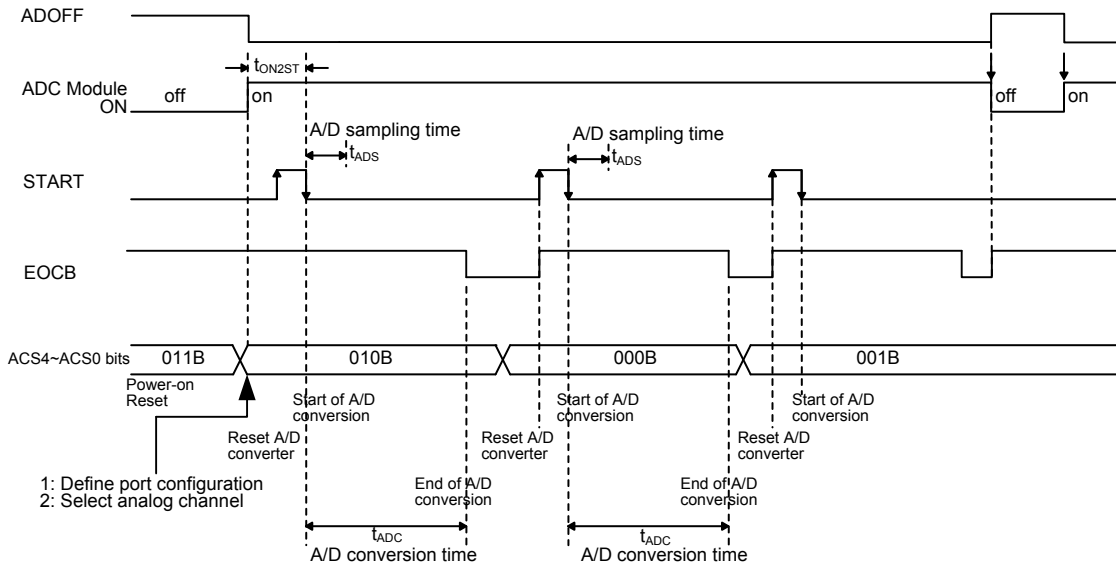 ADOFF
tON2ST
ADC Module
ON
off
on
off
on
A/D sampling time
tADS
A/D sampling time
tADS
START
EOCB
ACS4~ACS0 bits
011B
010B
000B
001B
Power-on
Reset
Start of A/D
conversion
Start of A/D
conversion
Start of A/D
conversion
Reset A/D
converter
Reset A/D
converter
Reset A/D
converter
1: Define port configuration
2: Select analog channel
End of A/D
conversion
End of A/D
conversion
tADC
A/D conversion time
tADC
A/D conversion time